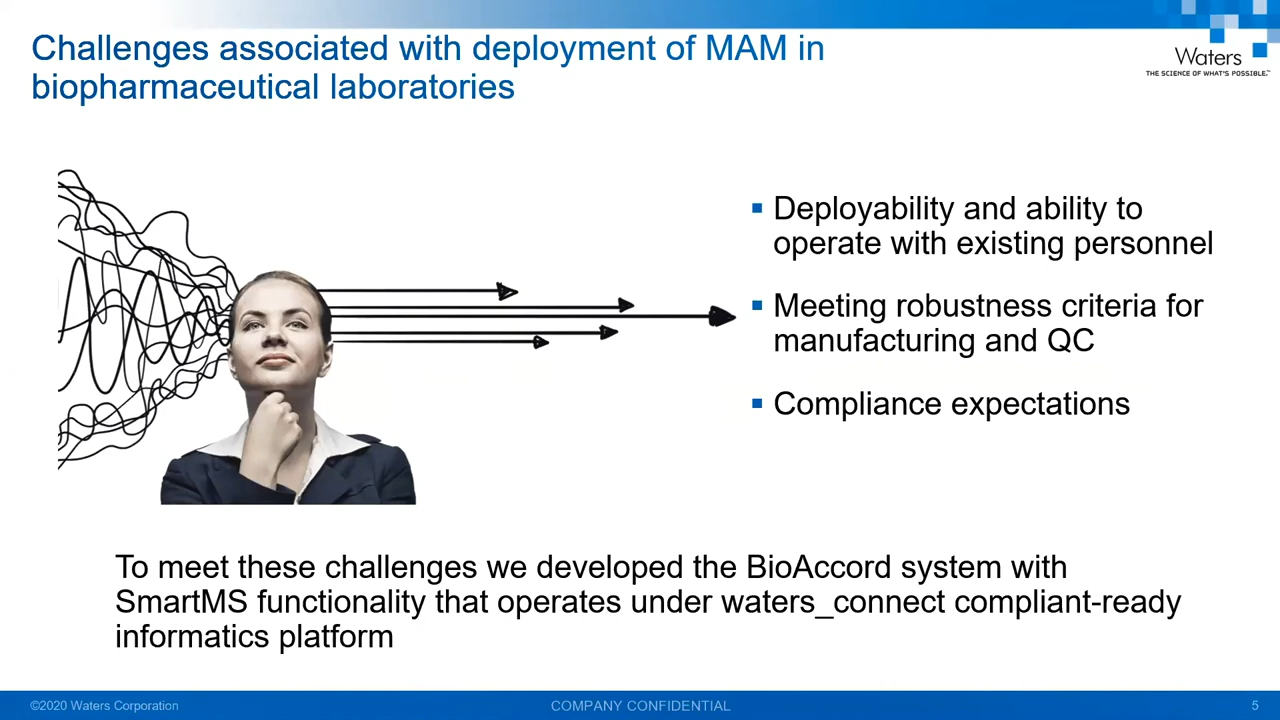 Challenges associated with deployment of MAM in
biopharmaceutical laboratories
Waters
THE SCIENCE OF WHAT'S POSSIBLE.™
▪ Deployability and ability to
operate with existing personnel
▪ Meeting robustness criteria for
manufacturing and QC
▪ Compliance expectations
To meet these challenges we developed the BioAccord system with
SmartMS functionality that operates under waters_connect compliant-ready
informatics platform
©2020 Waters Corporation
COMPANY CONFIDENTIAL
5